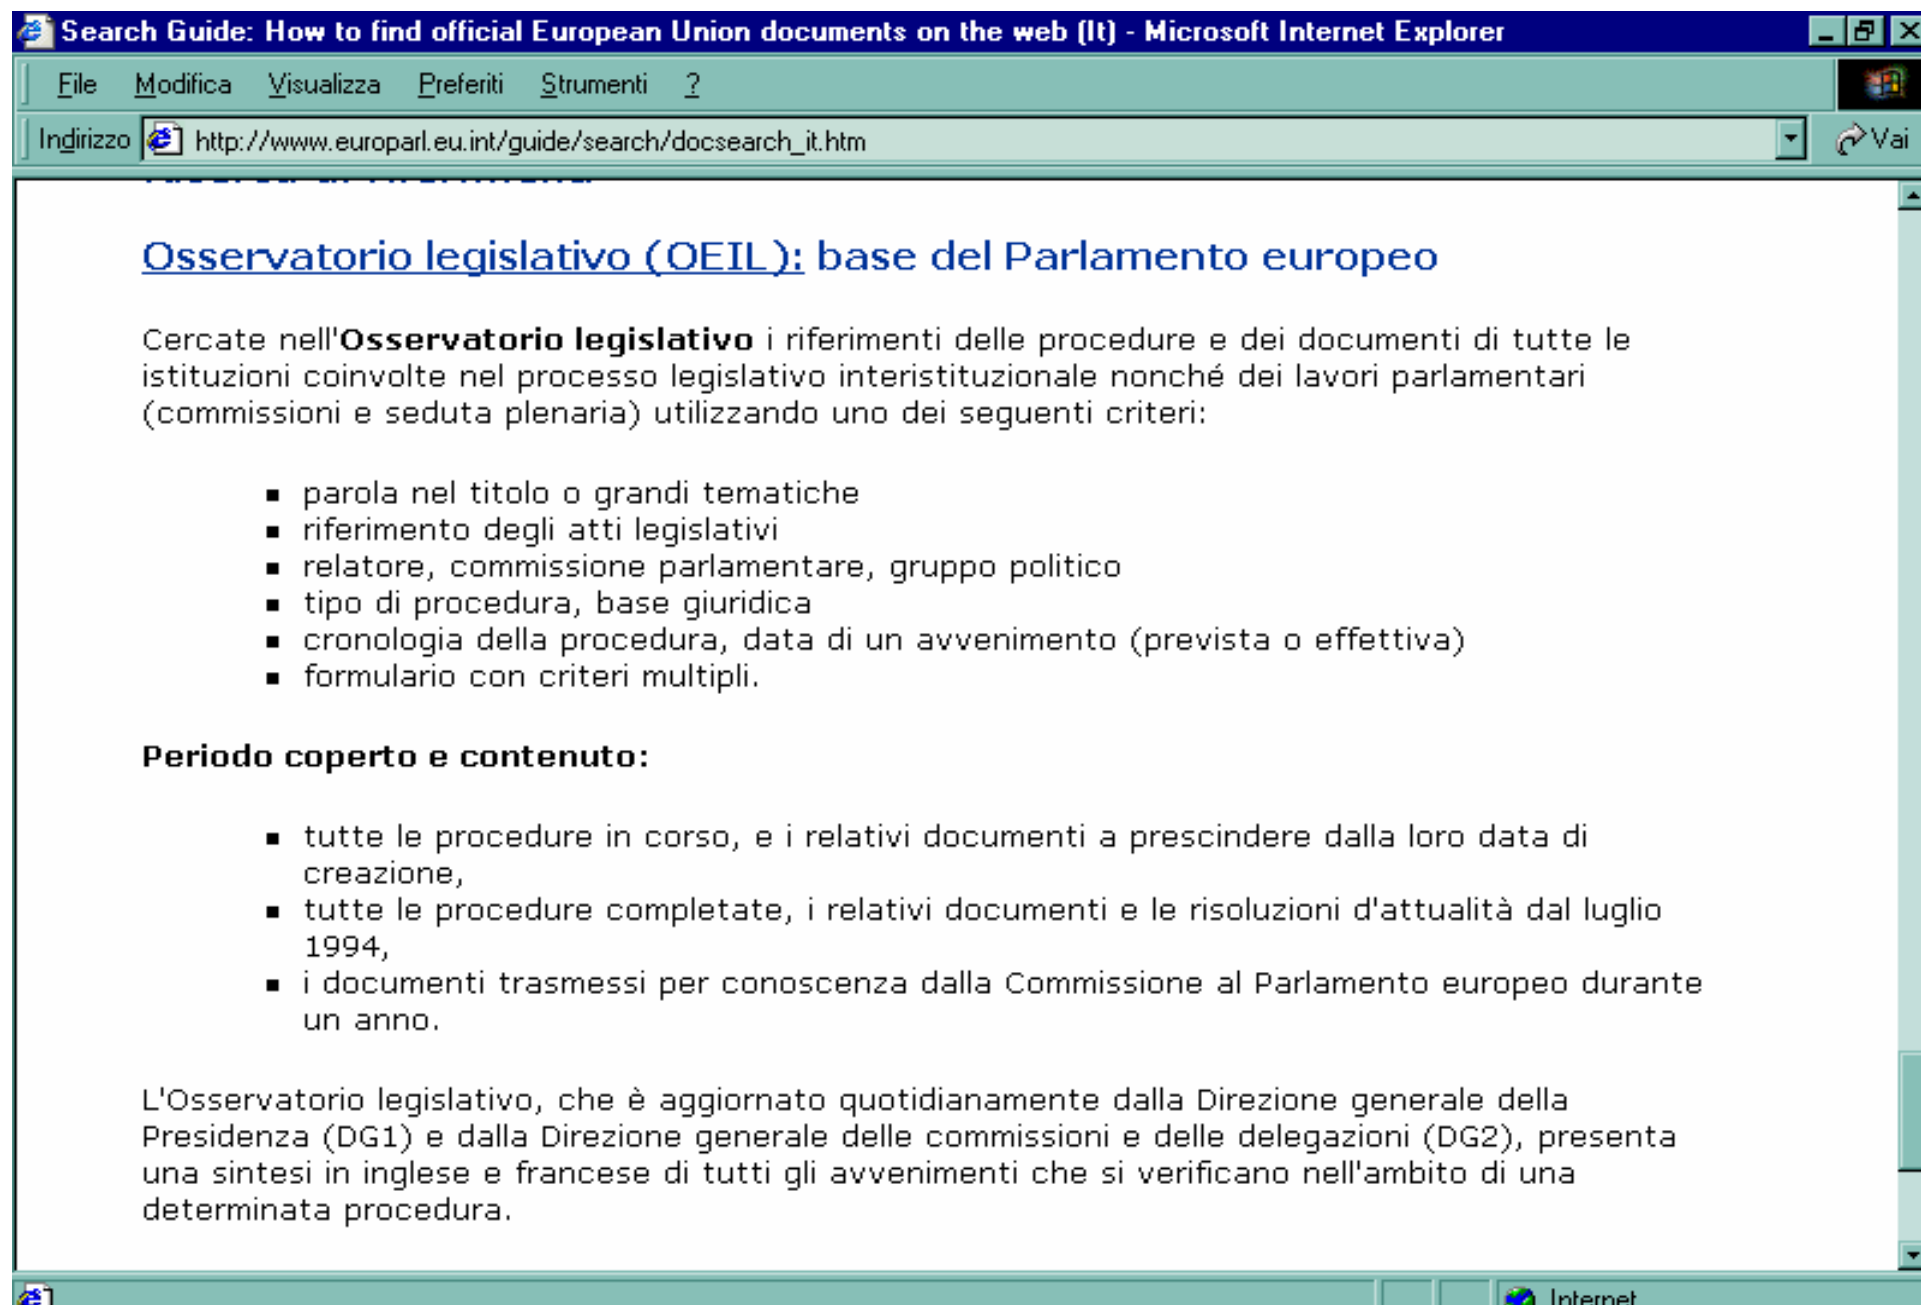 Search Guide: How to find official European Union documents on the web (It) - Microsoft Internet Explorer
File Modifica Visualizza Preferiti Strumenti ?
Indirizzo http://www.europarl.eu.int/guide/search/docsearch_it.htm Vai
Osservatorio legislativo (OEIL): base del Parlamento europeo
Cercate nell'Osservatorio legislativo i riferimenti delle procedure e dei documenti di tutte le
istituzioni coinvolte nel processo legislativo interistituzionale nonché dei lavori parlamentari
(commissioni e seduta plenaria) utilizzando uno dei seguenti criteri:
▪ parola nel titolo o grandi tematiche
▪ riferimento degli atti legislativi
▪ relatore, commissione parlamentare, gruppo politico
▪ tipo di procedura, base giuridica
▪ cronologia della procedura, data di un avvenimento (prevista o effettiva)
▪ formulario con criteri multipli.
Periodo coperto e contenuto:
▪ tutte le procedure in corso, e i relativi documenti a prescindere dalla loro data di
creazione,
▪ tutte le procedure completate, i relativi documenti e le risoluzioni d'attualità dal luglio
1994,
▪ i documenti trasmessi per conoscenza dalla Commissione al Parlamento europeo durante
un anno.
L'Osservatorio legislativo, che è aggiornato quotidianamente dalla Direzione generale della
Presidenza (DG1) e dalla Direzione generale delle commissioni e delle delegazioni (DG2), presenta
una sintesi in inglese e francese di tutti gli avvenimenti che si verificano nell'ambito di una
determinata procedura.
Internet